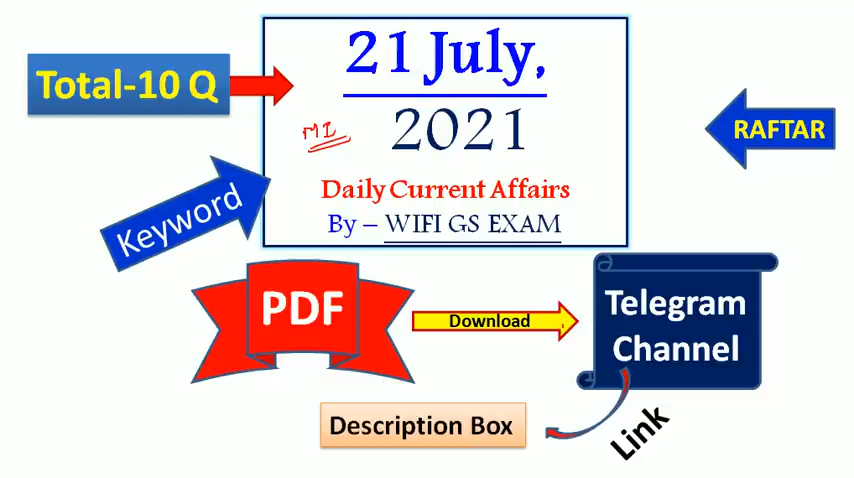 Total-10 Q
21 July,
2021
MI
Daily Current Affairs
By – WIFI GS EXAM
RAFTAR
Keyword
PDF
Download
Telegram
Channel
Description Box
Link